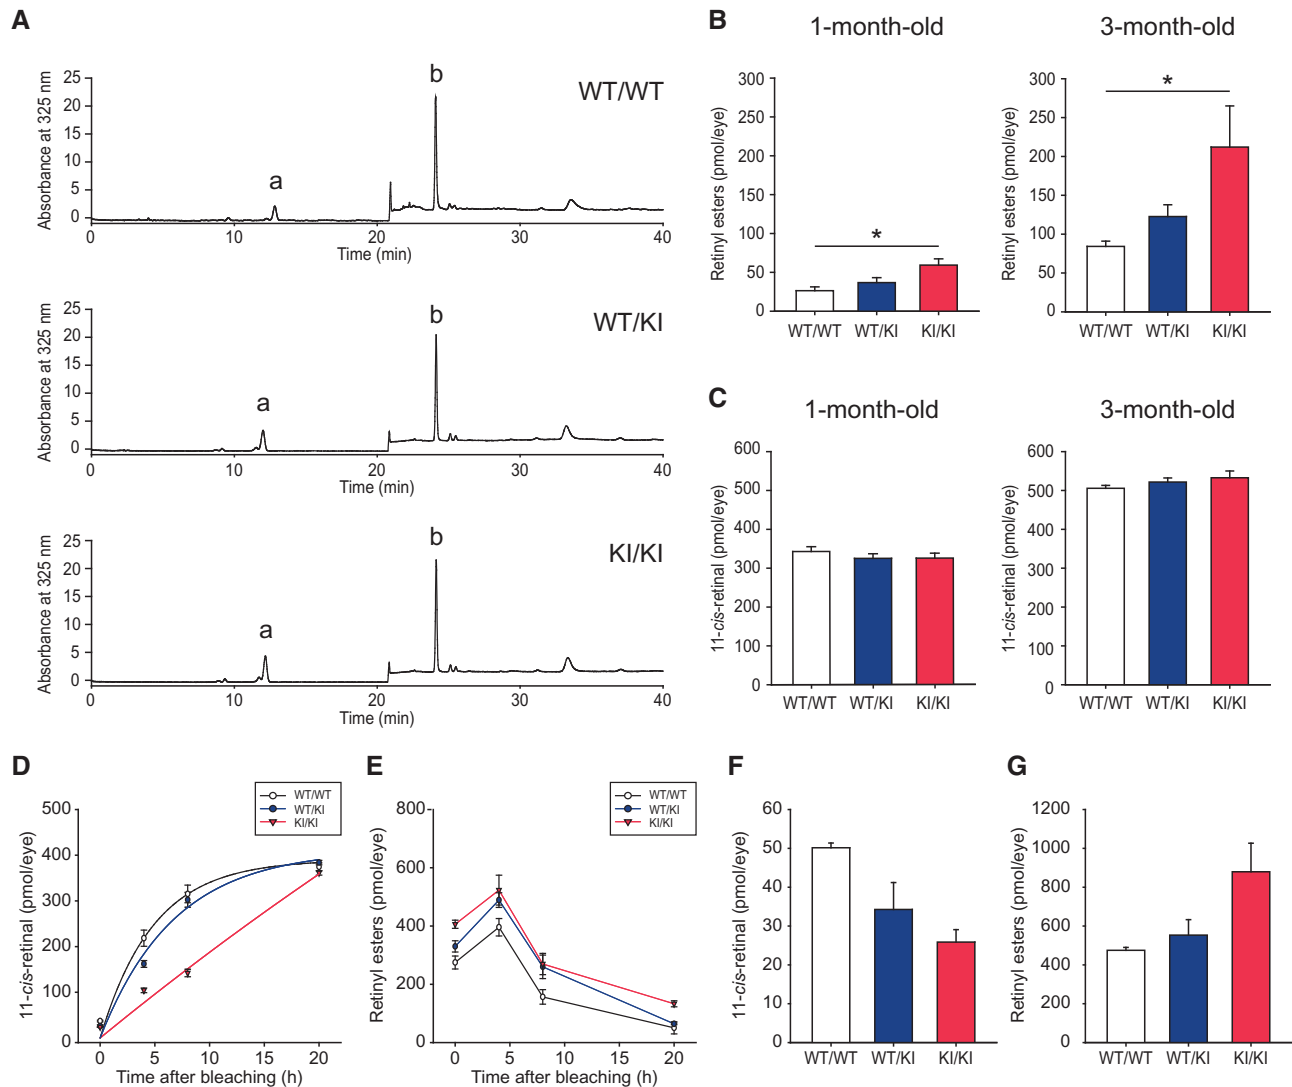 A
Absorbance at 325 nm
25
20
15
10
5
0
a
b
WT/WT
0 10 20 30 40
Time (min)
Absorbance at 325 nm
25
20
15
10
5
0
a
b
WT/KI
0 10 20 30 40
Time (min)
Absorbance at 325 nm
25
20
15
10
5
0
a
b
KI/KI
0 10 20 30 40
Time (min)
B
1-month-old
Retinyl esters (pmol/eye)
300
250
200
150
100
50
0
*
WT/WT WT/KI KI/KI
3-month-old
Retinyl esters (pmol/eye)
300
250
200
150
100
50
0
*
WT/WT WT/KI KI/KI
C
1-month-old
11-cis-retinal (pmol/eye)
600
500
400
300
200
100
0
WT/WT WT/KI KI/KI
3-month-old
11-cis-retinal (pmol/eye)
600
500
400
300
200
100
0
WT/WT WT/KI KI/KI
D
11-cis-retinal (pmol/eye)
500
400
300
200
100
0
WT/WT
WT/KI
KI/KI
0 5 10 15 20
Time after bleaching (h)
E
Retinyl esters (pmol/eye)
800
600
400
200
0
WT/WT
WT/KI
KI/KI
0 5 10 15 20
Time after bleaching (h)
F
11-cis-retinal (pmol/eye)
60
50
40
30
20
10
0
WT/WT WT/KI KI/KI
G
Retinyl esters (pmol/eye)
1200
1000
800
600
400
200
0
WT/WT WT/KI KI/KI